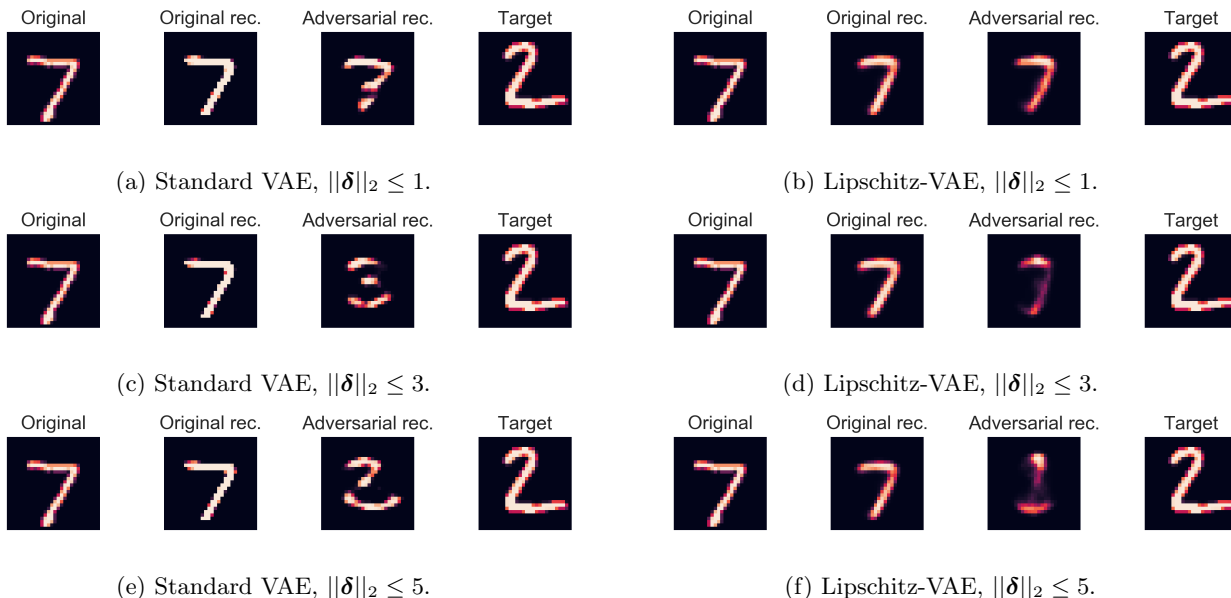 Original Original rec. Adversarial rec. Target Original Original rec. Adversarial rec. Target
(a) Standard VAE, ||δ||₂ ≤ 1. (b) Lipschitz-VAE, ||δ||₂ ≤ 1.
Original Original rec. Adversarial rec. Target Original Original rec. Adversarial rec. Target
(c) Standard VAE, ||δ||₂ ≤ 3. (d) Lipschitz-VAE, ||δ||₂ ≤ 3.
Original Original rec. Adversarial rec. Target Original Original rec. Adversarial rec. Target
(e) Standard VAE, ||δ||₂ ≤ 5. (f) Lipschitz-VAE, ||δ||₂ ≤ 5.